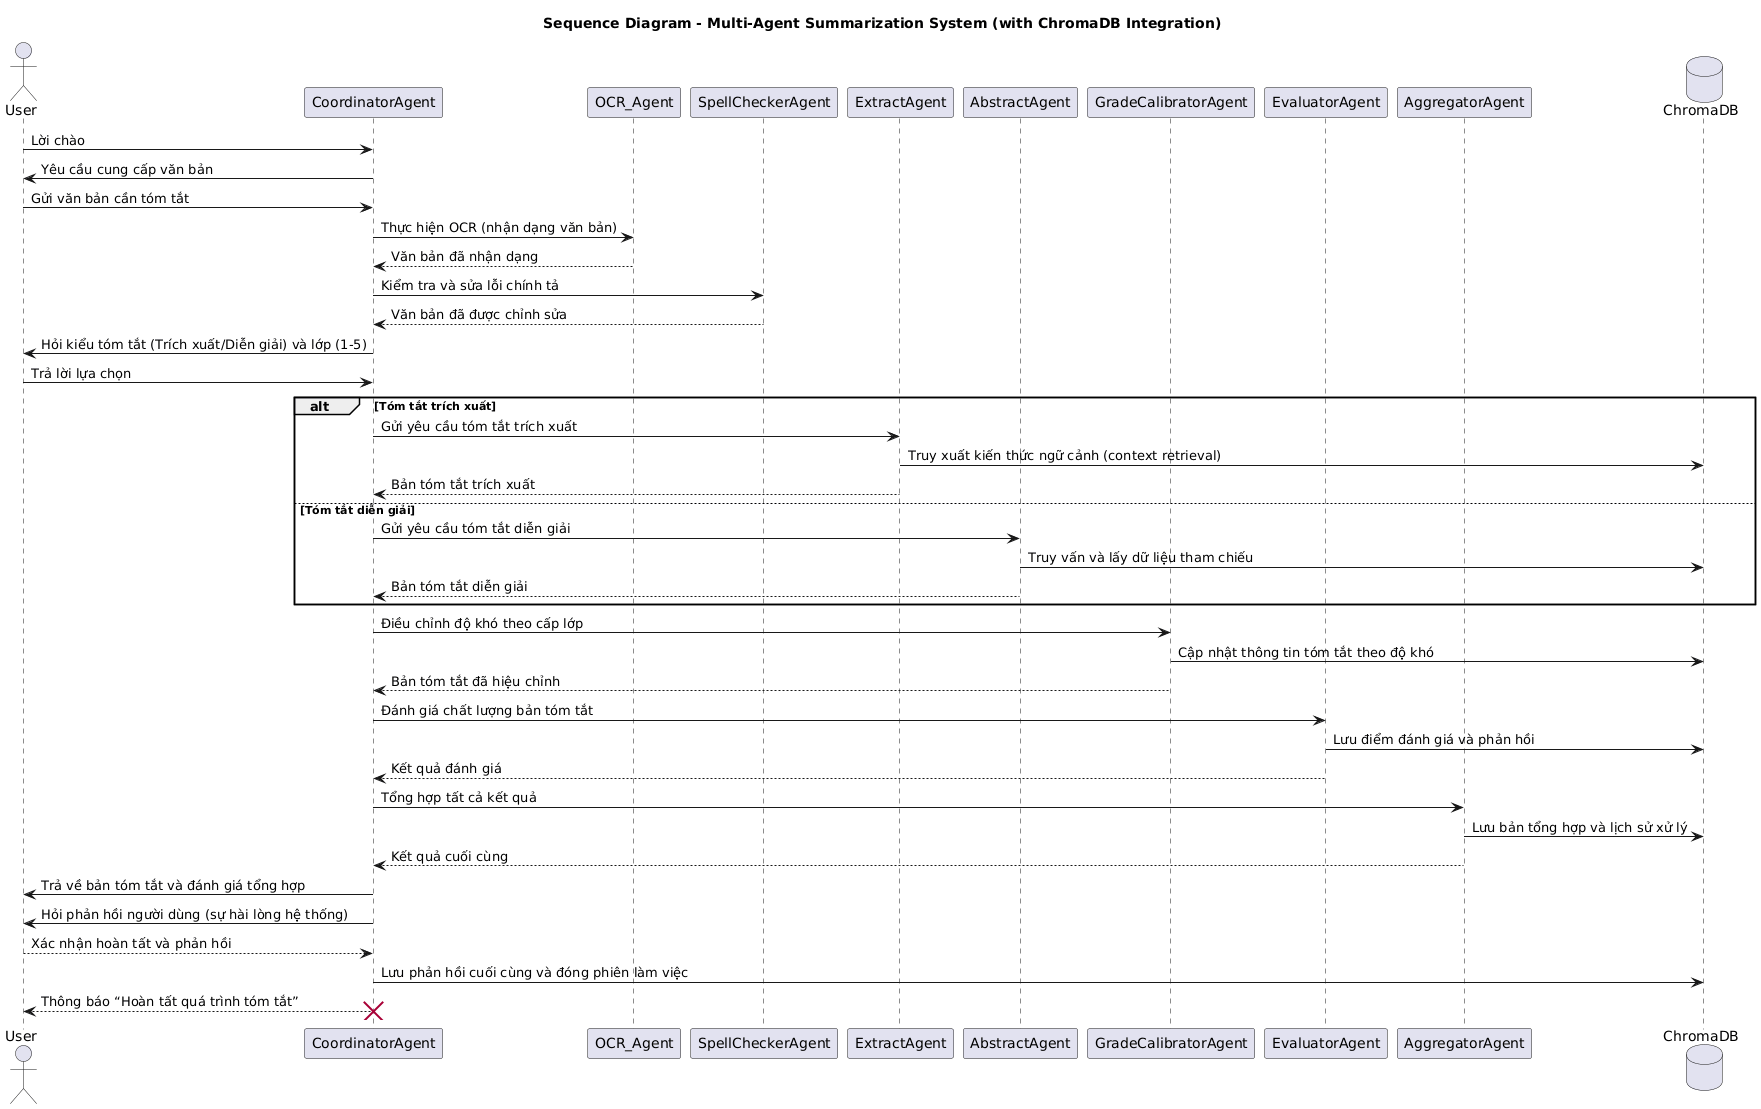 Sequence Diagram - Multi-Agent Summarization System (with ChromaDB Integration)
User
CoordinatorAgent
OCR_Agent
SpellCheckerAgent
ExtractAgent
AbstractAgent
GradeCalibratorAgent
EvaluatorAgent
AggregatorAgent
ChromaDB
Lời chào
Yêu cầu cung cấp văn bản
Gửi văn bản cần tóm tắt
Thực hiện OCR (nhận dạng văn bản)
Văn bản đã nhận dạng
Kiểm tra và sửa lỗi chính tả
Văn bản đã được chỉnh sửa
Hỏi kiểu tóm tắt (Trích xuất/Diễn giải) và lớp (1-5)
Trả lời lựa chọn
alt
[Tóm tắt trích xuất]
Gửi yêu cầu tóm tắt trích xuất
Truy xuất kiến thức ngữ cảnh (context retrieval)
Bản tóm tắt trích xuất
[Tóm tắt diễn giải]
Gửi yêu cầu tóm tắt diễn giải
Truy vấn và lấy dữ liệu tham chiếu
Bản tóm tắt diễn giải
Điều chỉnh độ khó theo cấp lớp
Cập nhật thông tin tóm tắt theo độ khó
Bản tóm tắt đã hiệu chỉnh
Đánh giá chất lượng bản tóm tắt
Lưu điểm đánh giá và phản hồi
Kết quả đánh giá
Tổng hợp tất cả kết quả
Lưu bản tổng hợp và lịch sử xử lý
Kết quả cuối cùng
Trả về bản tóm tắt và đánh giá tổng hợp
Hỏi phản hồi người dùng (sự hài lòng hệ thống)
Xác nhận hoàn tất và phản hồi
Lưu phản hồi cuối cùng và đóng phiên làm việc
Thông báo “Hoàn tất quá trình tóm tắt”
User
CoordinatorAgent
OCR_Agent
SpellCheckerAgent
ExtractAgent
AbstractAgent
GradeCalibratorAgent
EvaluatorAgent
AggregatorAgent
ChromaDB